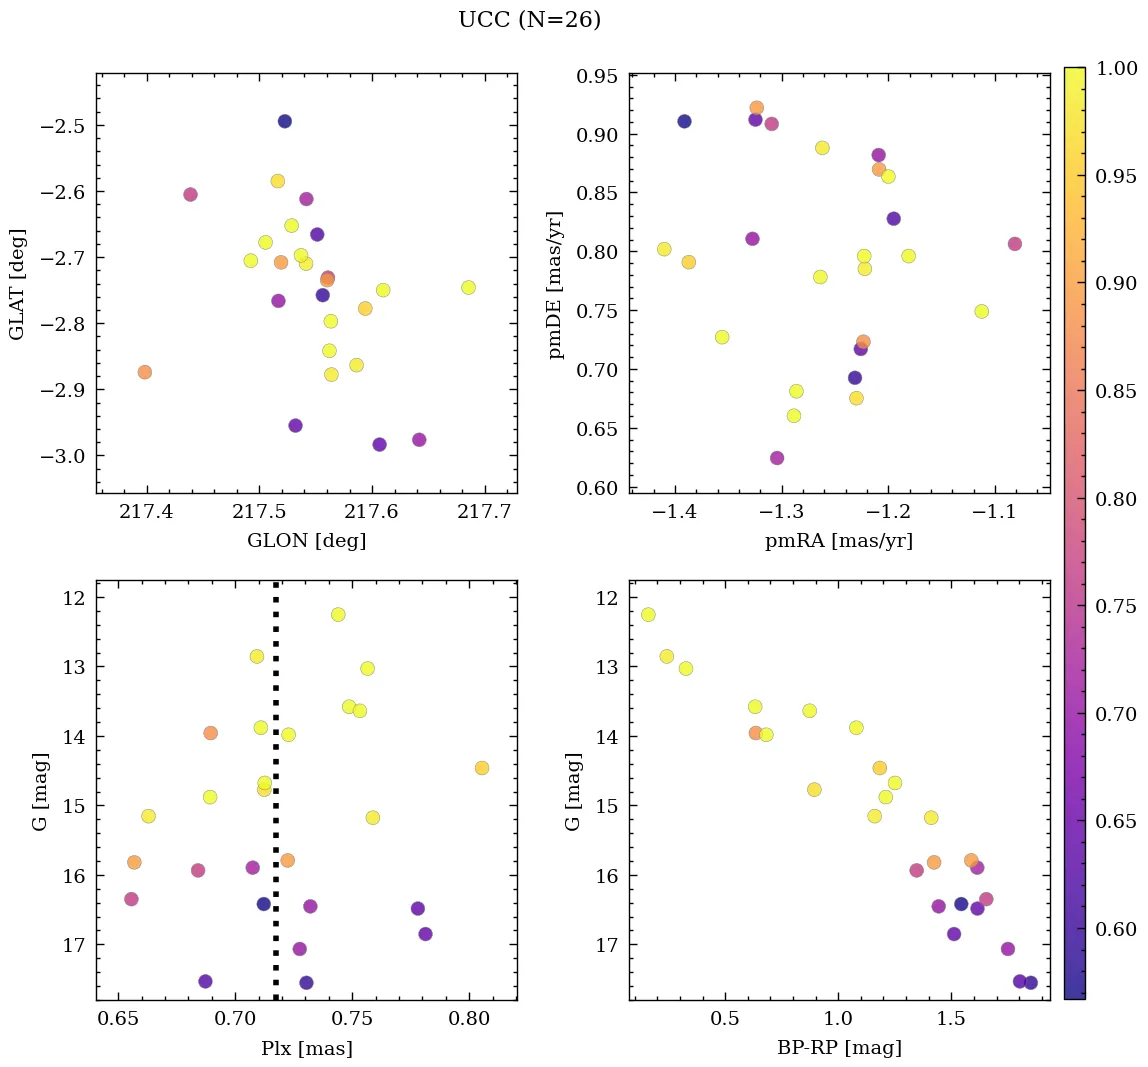 UCC (N=26)
−2.5
−2.6
−2.7
−2.8
−2.9
−3.0
GLAT [deg]
217.4 217.5 217.6 217.7
GLON [deg]
0.95
0.90
0.85
0.80
0.75
0.70
0.65
0.60
pmDE [mas/yr]
−1.4 −1.3 −1.2 −1.1
pmRA [mas/yr]
12
13
14
15
16
17
G [mag]
0.65 0.70 0.75 0.80
Plx [mas]
12
13
14
15
16
17
G [mag]
0.5 1.0 1.5
BP-RP [mag]
1.00
0.95
0.90
0.85
0.80
0.75
0.70
0.65
0.60